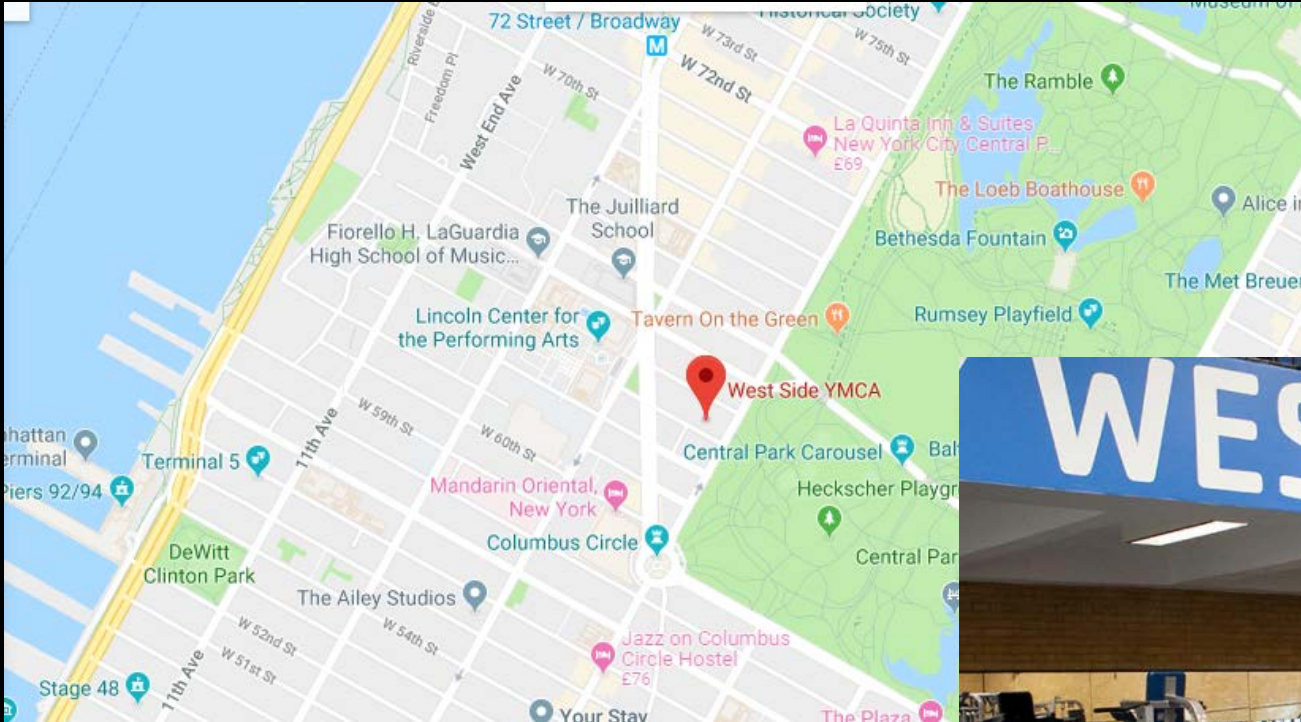 Historical Society
Museum of
72 Street / Broadway
M
Riverside
Freedom Pl
W 73rd St
W 75th St
W 72nd St
W 70th St
West End Ave
The Ramble
La Quinta Inn & Suites
New York City Central P...
£69
The Loeb Boathouse
Alice in
The Juilliard
School
Fiorello H. LaGuardia
High School of Music...
Bethesda Fountain
The Met Breuer
Lincoln Center for
the Performing Arts
Tavern On the Green
Rumsey Playfield
West Side YMCA
WES
11th Ave
W 59th St
W 60th St
nhattan
erminal
Terminal 5
Piers 92/94
Central Park Carousel
Bal
Mandarin Oriental,
New York
Heckscher Playgr
Columbus Circle
Central Par
DeWitt
Clinton Park
The Ailey Studios
W 52nd St
W 54th St
W 51st St
Jazz on Columbus
Circle Hostel
£76
Stage 48
11th Ave
Your Stay
The Plaza